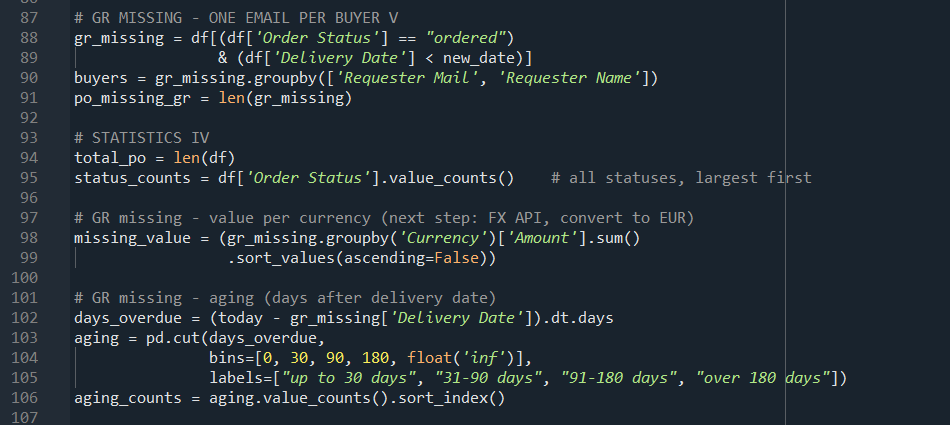 87 # GR MISSING - ONE EMAIL PER BUYER V
88 gr_missing = df[(df['Order Status'] == "ordered")
89 & (df['Delivery Date'] < new_date)]
90 buyers = gr_missing.groupby(['Requester Mail', 'Requester Name'])
91 po_missing_gr = len(gr_missing)
92
93 # STATISTICS IV
94 total_po = len(df)
95 status_counts = df['Order Status'].value_counts() # all statuses, largest first
96
97 # GR missing - value per currency (next step: FX API, convert to EUR)
98 missing_value = (gr_missing.groupby('Currency')['Amount'].sum()
99 .sort_values(ascending=False))
100
101 # GR missing - aging (days after delivery date)
102 days_overdue = (today - gr_missing['Delivery Date']).dt.days
103 aging = pd.cut(days_overdue,
104 bins=[0, 30, 90, 180, float('inf')],
105 labels=["up to 30 days", "31-90 days", "91-180 days", "over 180 days"])
106 aging_counts = aging.value_counts().sort_index()
107